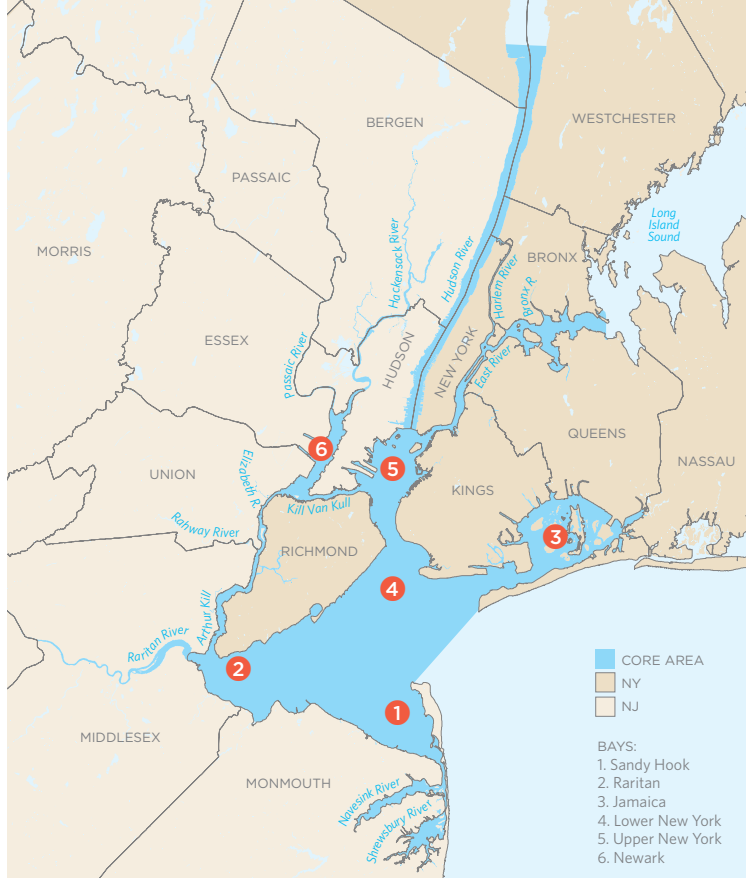 BERGEN
WESTCHESTER
PASSAIC
Long
Island
Sound
MORRIS
Hackensack River
Hudson River
Harlem River
BRONX
Bronx R.
ESSEX
Passaic River
HUDSON
NEW YORK
East River
QUEENS
6
5
NASSAU
UNION
Elizabeth R.
KINGS
Kill Van Kull
Rahway River
3
RICHMOND
4
Arthur Kill
Raritan River
2
CORE AREA
NY
NJ
1
MIDDLESEX
BAYS:
1. Sandy Hook
2. Raritan
3. Jamaica
4. Lower New York
5. Upper New York
6. Newark
MONMOUTH
Navesink River
Shrewsbury River